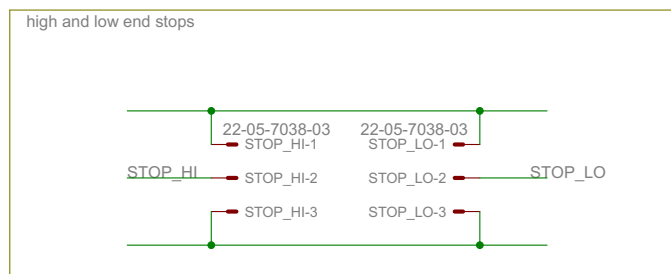 high and low end stops
22-05-7038-03 22-05-7038-03
STOP_HI-1 STOP_LO-1
STOP_HI STOP_HI-2 STOP_LO-2 STOP_LO
STOP_HI-3 STOP_LO-3